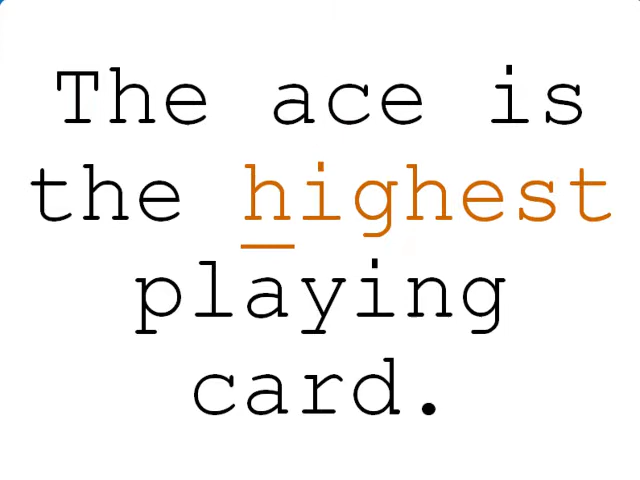 The ace is
the highest
playing
card.